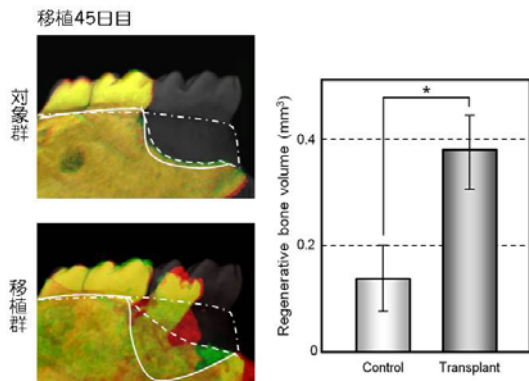 移植45日目
対象群
移植群
Regenerative bone volume (mm³)
0.4
0.2
0
*
Control
Transplant